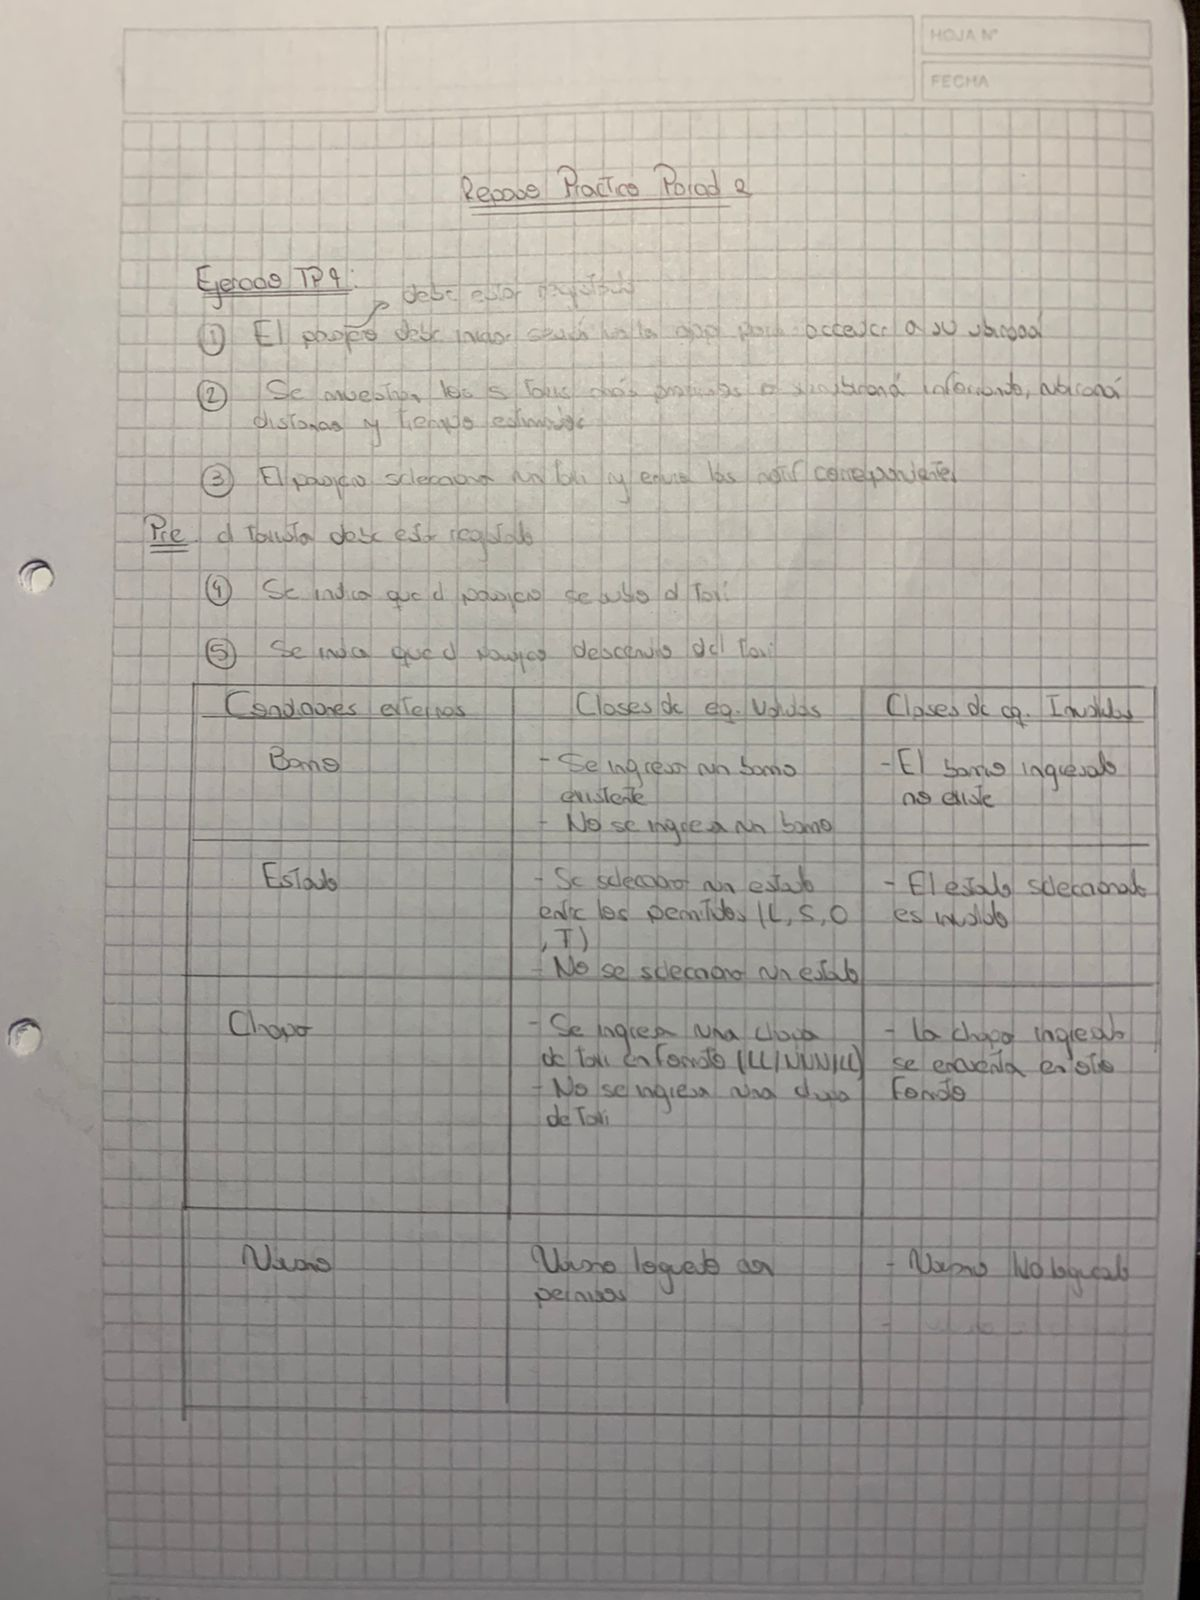 HOJA N°
FECHA
Repaso Practico Parcial 2
Ejercicio TP 9:
debe estar registrado
① El pasajero debe iniciar sesión en la app para acceder a su ubicación
② Se muestran los 5 taxis más próximos a ubicación informando, ubicación
distancia y tiempo estimado
③ El pasajero selecciona un taxi y envia las notif correspondientes
Pre el taxista debe estar registrado
④ Se indica que el pasajero se subio al Taxi
⑤ Se indica que el pasajero descendio del Taxi
Condiciones externas Clases de eq. Validas Clases de eq. Invalidas
Barrio - Se ingresa un barrio - El barrio ingresado
existente no existe
- No se ingresa un barrio
Estado - Se selecciona un estado - El estado seleccionado
entre los permitidos (L, S, O es invalido
, T)
- No se selecciona un estado
Chapa - Se ingresa una chapa - La chapa ingresada
de taxi en formato (LL/NNN/LL) se encuentra en otro
- No se ingresa una chapa formato
de taxi
Usuario Usuario logueado con - Usuario No logueado
permisos